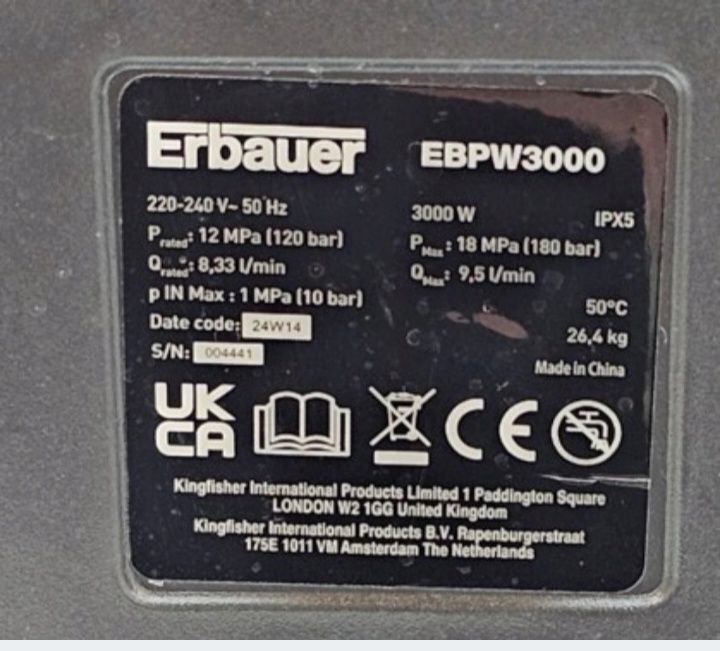 Erbauer EBPW3000
220-240 V~ 50 Hz 3000 W IPX5
Prated: 12 MPa (120 bar) PMax : 18 MPa (180 bar)
Qrated: 8,33 l/min QMax: 9,5 l/min
p IN Max : 1 MPa (10 bar) 50°C
Date code: 24W14 26,4 kg
S/N: 004441 Made in China
UK
CA CE
Kingfisher International Products Limited 1 Paddington Square
LONDON W2 1GG United Kingdom
Kingfisher International Products B.V. Rapenburgerstraat
175E 1011 VM Amsterdam The Netherlands